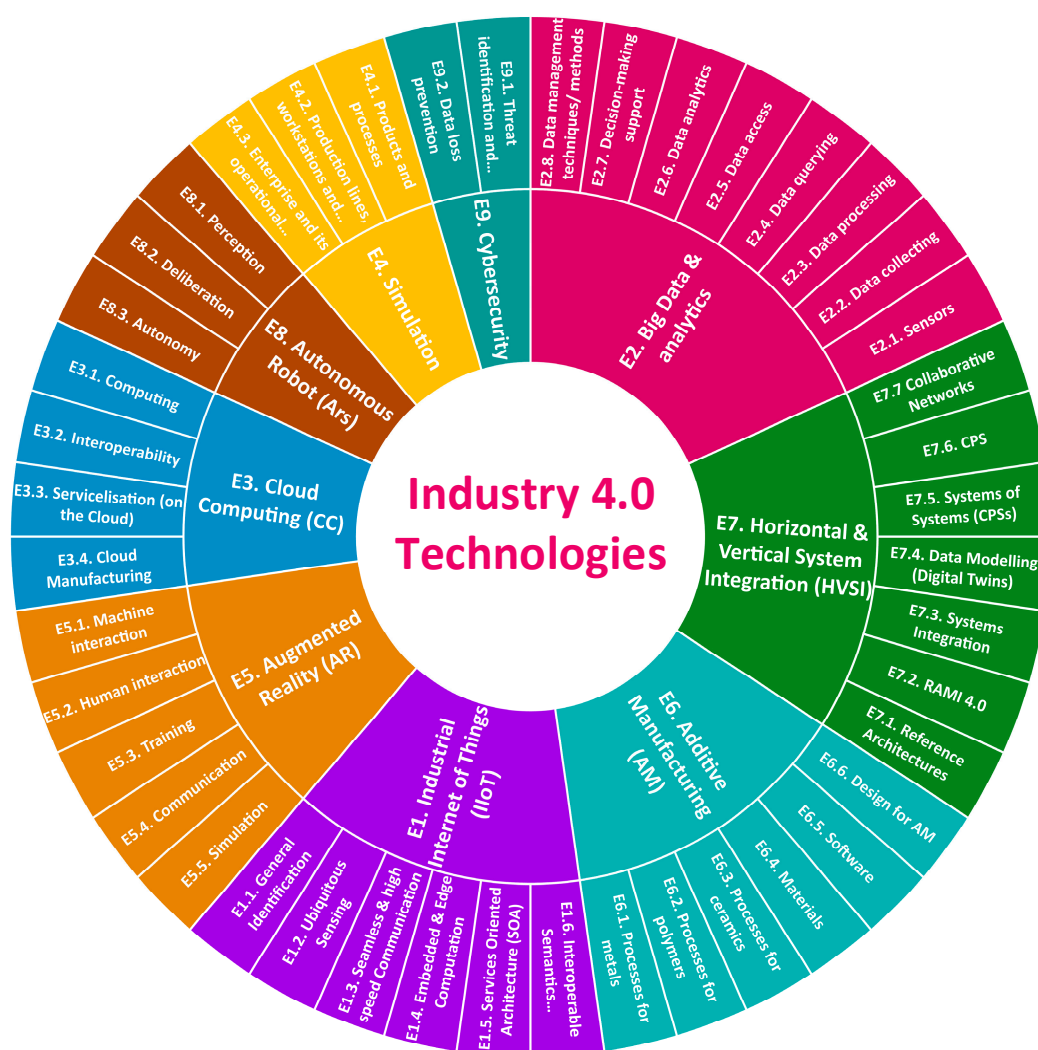 Industry 4.0
Technologies
E2. Big Data &
analytics
E2.8. Data management
techniques/ methods
E2.7. Decision-making
support
E2.6. Data analytics
E2.5. Data access
E2.4. Data querying
E2.3. Data processing
E2.2. Data collecting
E2.1. Sensors
E7. Horizontal &
Vertical System
Integration (HVSI)
E7.7 Collaborative
Networks
E7.6. CPS
E7.5. Systems of
Systems (CPSs)
E7.4. Data Modelling
(Digital Twins)
E7.3. Systems
Integration
E7.2. RAMI 4.0
E7.1. Reference
Architectures
E6. Additive
Manufacturing
(AM)
E6.6. Design for AM
E6.5. Software
E6.4. Materials
E6.3. Processes for
ceramics
E6.2. Processes for
polymers
E6.1. Processes for
metals
E1. Industrial
Internet of Things
(IIoT)
E1.6. Interoperable
Semantics...
E1.5. Services Oriented
Architecture (SOA)
E1.4. Embedded & Edge
Computation
E1.3. Seamless & high
speed Communication
E1.2. Ubiquitous
Sensing
E1.1. General
Identification
E5. Augmented
Reality (AR)
E5.5. Simulation
E5.4. Communication
E5.3. Training
E5.2. Human interaction
E5.1. Machine
interaction
E3. Cloud
Computing (CC)
E3.4. Cloud
Manufacturing
E3.3. Servicelisation (on
the Cloud)
E3.2. Interoperability
E3.1. Computing
E8. Autonomous
Robot (Ars)
E8.3. Autonomy
E8.2. Deliberation
E8.1. Perception
E4. Simulation
E4.3. Enterprise and its
operational...
E4.2. Production lines,
workstations and...
E4.1. Products and
processes
E9. Cybersecurity
E9.2. Data loss
prevention
E9.1. Threat
identification and...